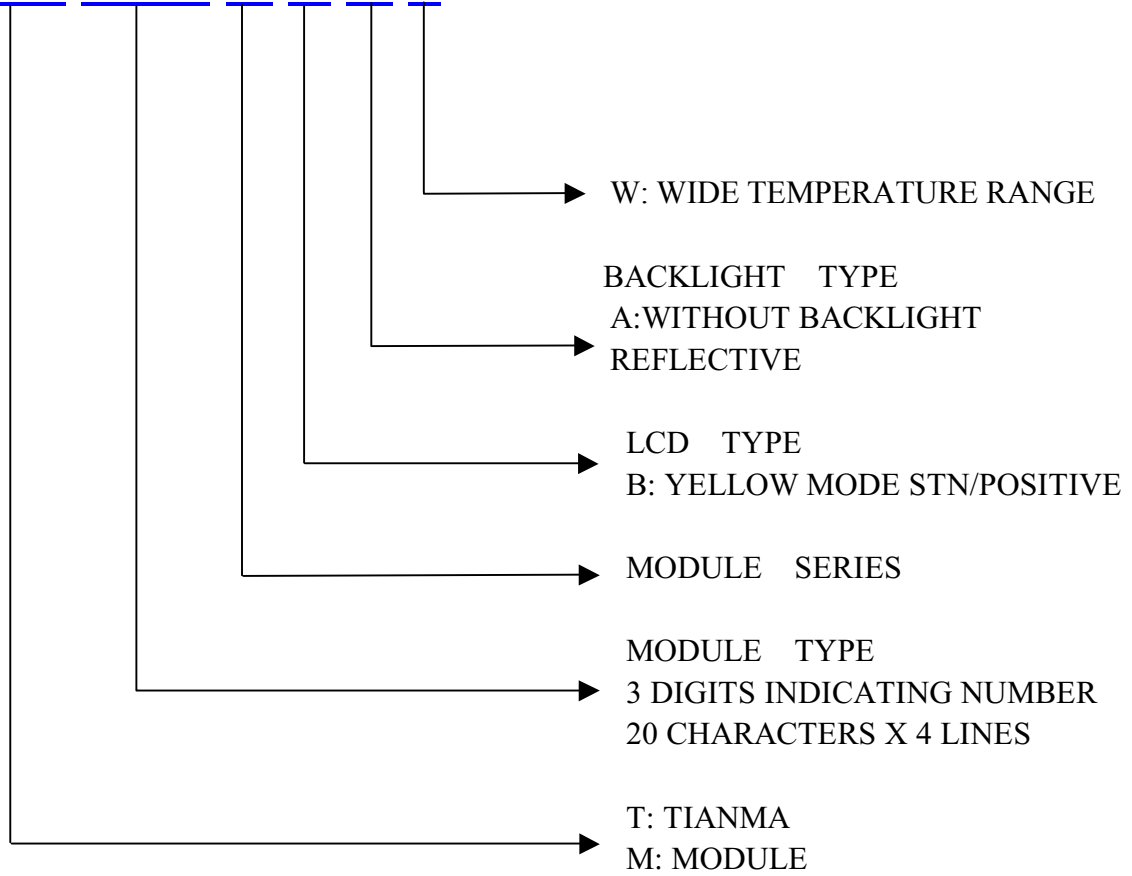 W: WIDE TEMPERATURE RANGE
BACKLIGHT TYPE
A:WITHOUT BACKLIGHT
REFLECTIVE
LCD TYPE
B: YELLOW MODE STN/POSITIVE
MODULE SERIES
MODULE TYPE
3 DIGITS INDICATING NUMBER
20 CHARACTERS X 4 LINES
T: TIANMA
M: MODULE